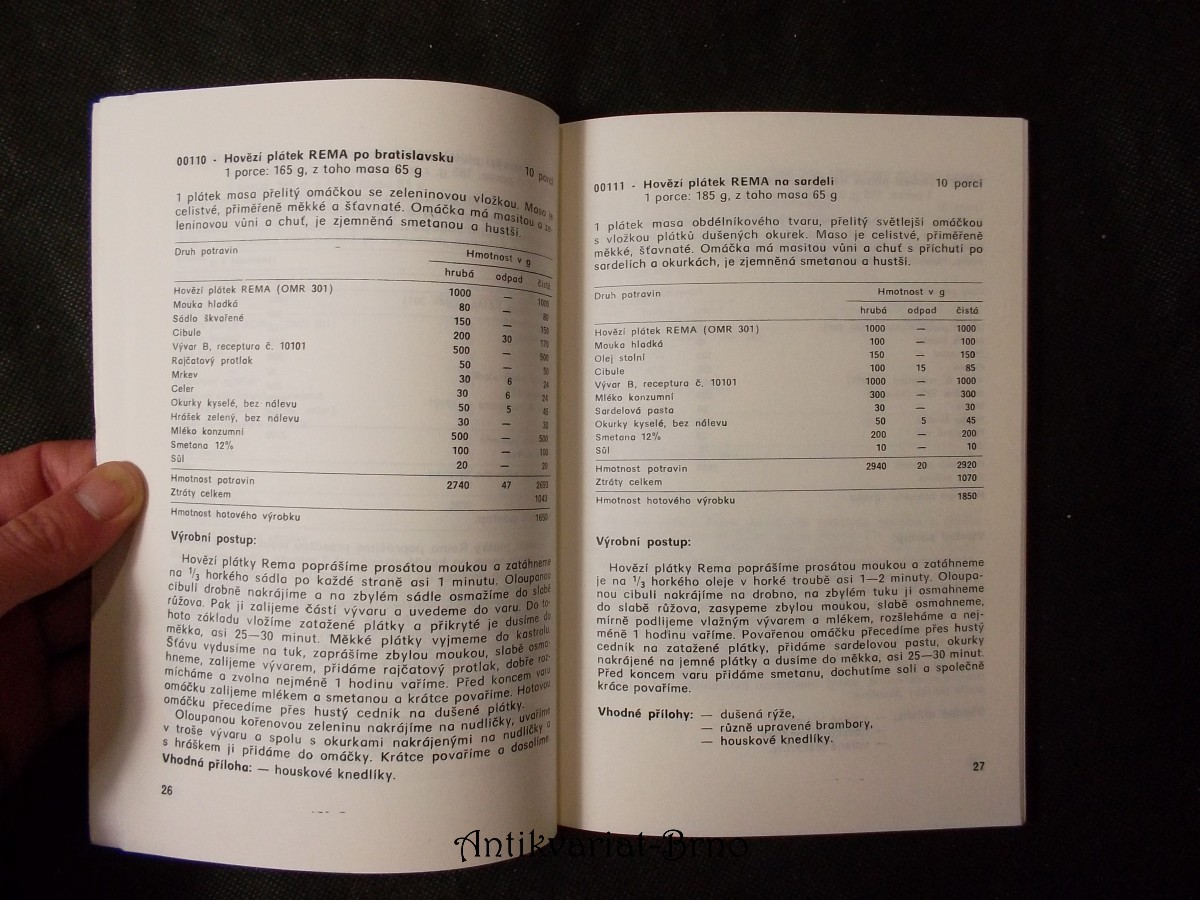 00110 - Hovězí plátek REMA po bratislavsku
1 porce: 165 g, z toho masa 65 g 10 porcí
1 plátek masa přelitý omáčkou se zeleninovou vložkou. Maso je
celistvé, přiměřeně měkké a šťavnaté. Omáčka má masitou a ze-
leninovou vůni a chuť, je zjemněná smetanou a hustší.
Druh potravin Hmotnost v g
hrubá odpad čistá
Hovězí plátek REMA (OMR 301) 1000 — 1000
Mouka hladká 80 — 80
Sádlo škvařené 150 — 150
Cibule 200 30 170
Vývar B, receptura č. 10101 500 — 500
Rajčatový protlak 50 — 50
Mrkev 30 6 24
Celer 30 6 24
Okurky kyselé, bez nálevu 50 5 45
Hrášek zelený, bez nálevu 30 — 30
Mléko konzumní 500 — 500
Smetana 12% 100 — 100
Sůl 20 — 20
Hmotnost potravin 2740 47 2693
Ztráty celkem 1043
Hmotnost hotového výrobku 1650
Výrobní postup:
Hovězí plátky Rema poprášíme prosátou moukou a zatáhneme
na 1/3 horkého sádla po každé straně asi 1 minutu. Oloupanou
cibuli drobně nakrájíme a na zbylém sádle osmažíme do slabě
růžova. Pak ji zalijeme částí vývaru a uvedeme do varu. Do to-
hoto základu vložíme zatažené plátky a přikryté je dusíme do
měkka, asi 25—30 minut. Měkké plátky vyjmeme do kastrolu.
Šťávu vydusíme na tuk, zaprášíme zbylou moukou, slabě osma-
hneme, zalijeme vývarem, přidáme rajčatový protlak, dobře roz-
mícháme a zvolna nejméně 1 hodinu vaříme. Před koncem varu
omáčku zalijeme mlékem a smetanou a krátce povaříme. Hotovou
omáčku přecedíme přes hustý cedník na dušené plátky.
Oloupanou kořenovou zeleninu nakrájíme na nudličky, uvaříme
v troše vývaru a spolu s okurkami nakrájenými na nudličky a
s hráškem ji přidáme do omáčky. Krátce povaříme a dosolíme.
Vhodná příloha: — houskové knedlíky.
26
00111 - Hovězí plátek REMA na sardeli 10 porcí
1 porce: 185 g, z toho masa 65 g
1 plátek masa obdélníkového tvaru, přelitý světlejší omáčkou
s vložkou plátků dušených okurek. Maso je celistvé, přiměřeně
měkké, šťavnaté. Omáčka má masitou vůni a chuť s příchutí po
sardelích a okurkách, je zjemněná smetanou a hustší.
Druh potravin Hmotnost v g
hrubá odpad čistá
Hovězí plátek REMA (OMR 301) 1000 — 1000
Mouka hladká 100 — 100
Olej stolní 150 — 150
Cibule 100 15 85
Vývar B, receptura č. 10101 1000 — 1000
Mléko konzumní 300 — 300
Sardelová pasta 30 — 30
Okurky kyselé, bez nálevu 50 5 45
Smetana 12% 200 — 200
Sůl 10 — 10
Hmotnost potravin 2940 20 2920
Ztráty celkem 1070
Hmotnost hotového výrobku 1850
Výrobní postup:
Hovězí plátky Rema poprášíme prosátou moukou a zatáhneme
je na 1/3 horkého oleje v horké troubě asi 1—2 minuty. Oloupa-
nou cibuli nakrájíme na drobno, na zbylém tuku ji osmahneme
do slabě růžova, zasypeme zbylou moukou, slabě osmahneme,
mírně podlijeme vlažným vývarem a mlékem, rozšleháme a nej-
méně 1 hodinu vaříme. Povařenou omáčku přecedíme přes hustý
cedník na zatažené plátky, přidáme sardelovou pastu, okurky
nakrájené na jemné plátky a dusíme do měkka, asi 25—30 minut.
Před koncem varu přidáme smetanu, dochutíme solí a společně
kráce povaříme.
Vhodné přílohy: — dušená rýže,
— různě upravené brambory,
— houskové knedlíky.
27
Antikvariat-Brno